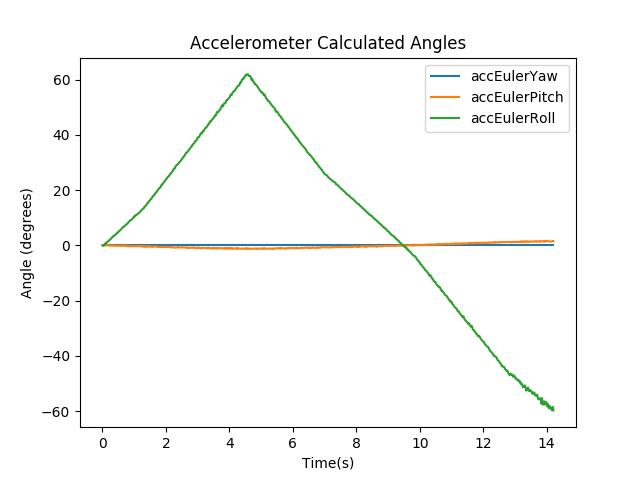 Accelerometer Calculated Angles
accEulerYaw
accEulerPitch
accEulerRoll
Angle (degrees)
60
40
20
0
−20
−40
−60
0
2
4
6
8
10
12
14
Time(s)